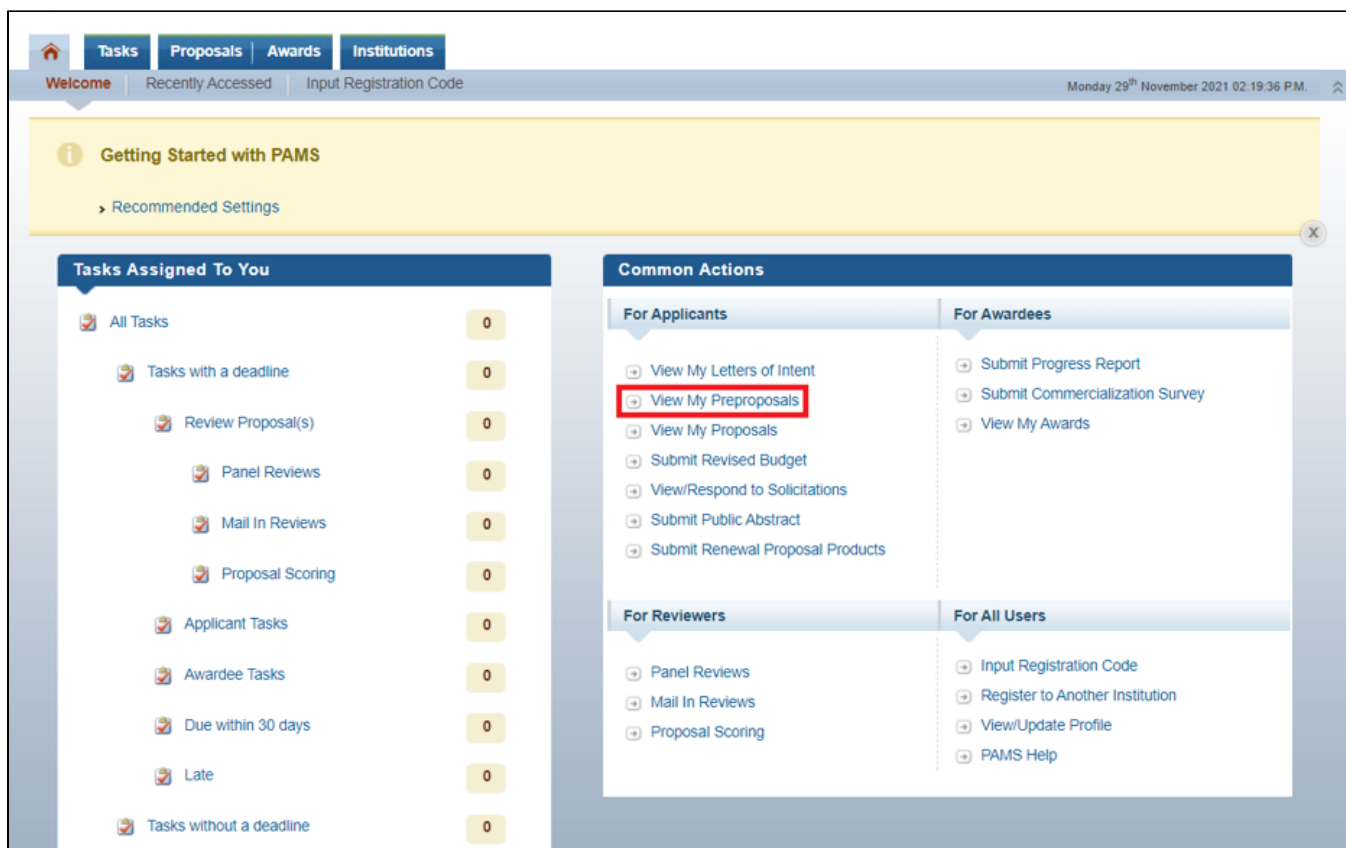 Tasks Proposals Awards Institutions
Welcome Recently Accessed Input Registration Code Monday 29th November 2021 02:19:36 P.M.
Getting Started with PAMS
Recommended Settings
X
Tasks Assigned To You
All Tasks 0
Tasks with a deadline 0
Review Proposal(s) 0
Panel Reviews 0
Mail In Reviews 0
Proposal Scoring 0
Applicant Tasks 0
Awardee Tasks 0
Due within 30 days 0
Late 0
Tasks without a deadline 0
Common Actions
For Applicants
View My Letters of Intent
View My Preproposals
View My Proposals
Submit Revised Budget
View/Respond to Solicitations
Submit Public Abstract
Submit Renewal Proposal Products
For Awardees
Submit Progress Report
Submit Commercialization Survey
View My Awards
For Reviewers
Panel Reviews
Mail In Reviews
Proposal Scoring
For All Users
Input Registration Code
Register to Another Institution
View/Update Profile
PAMS Help